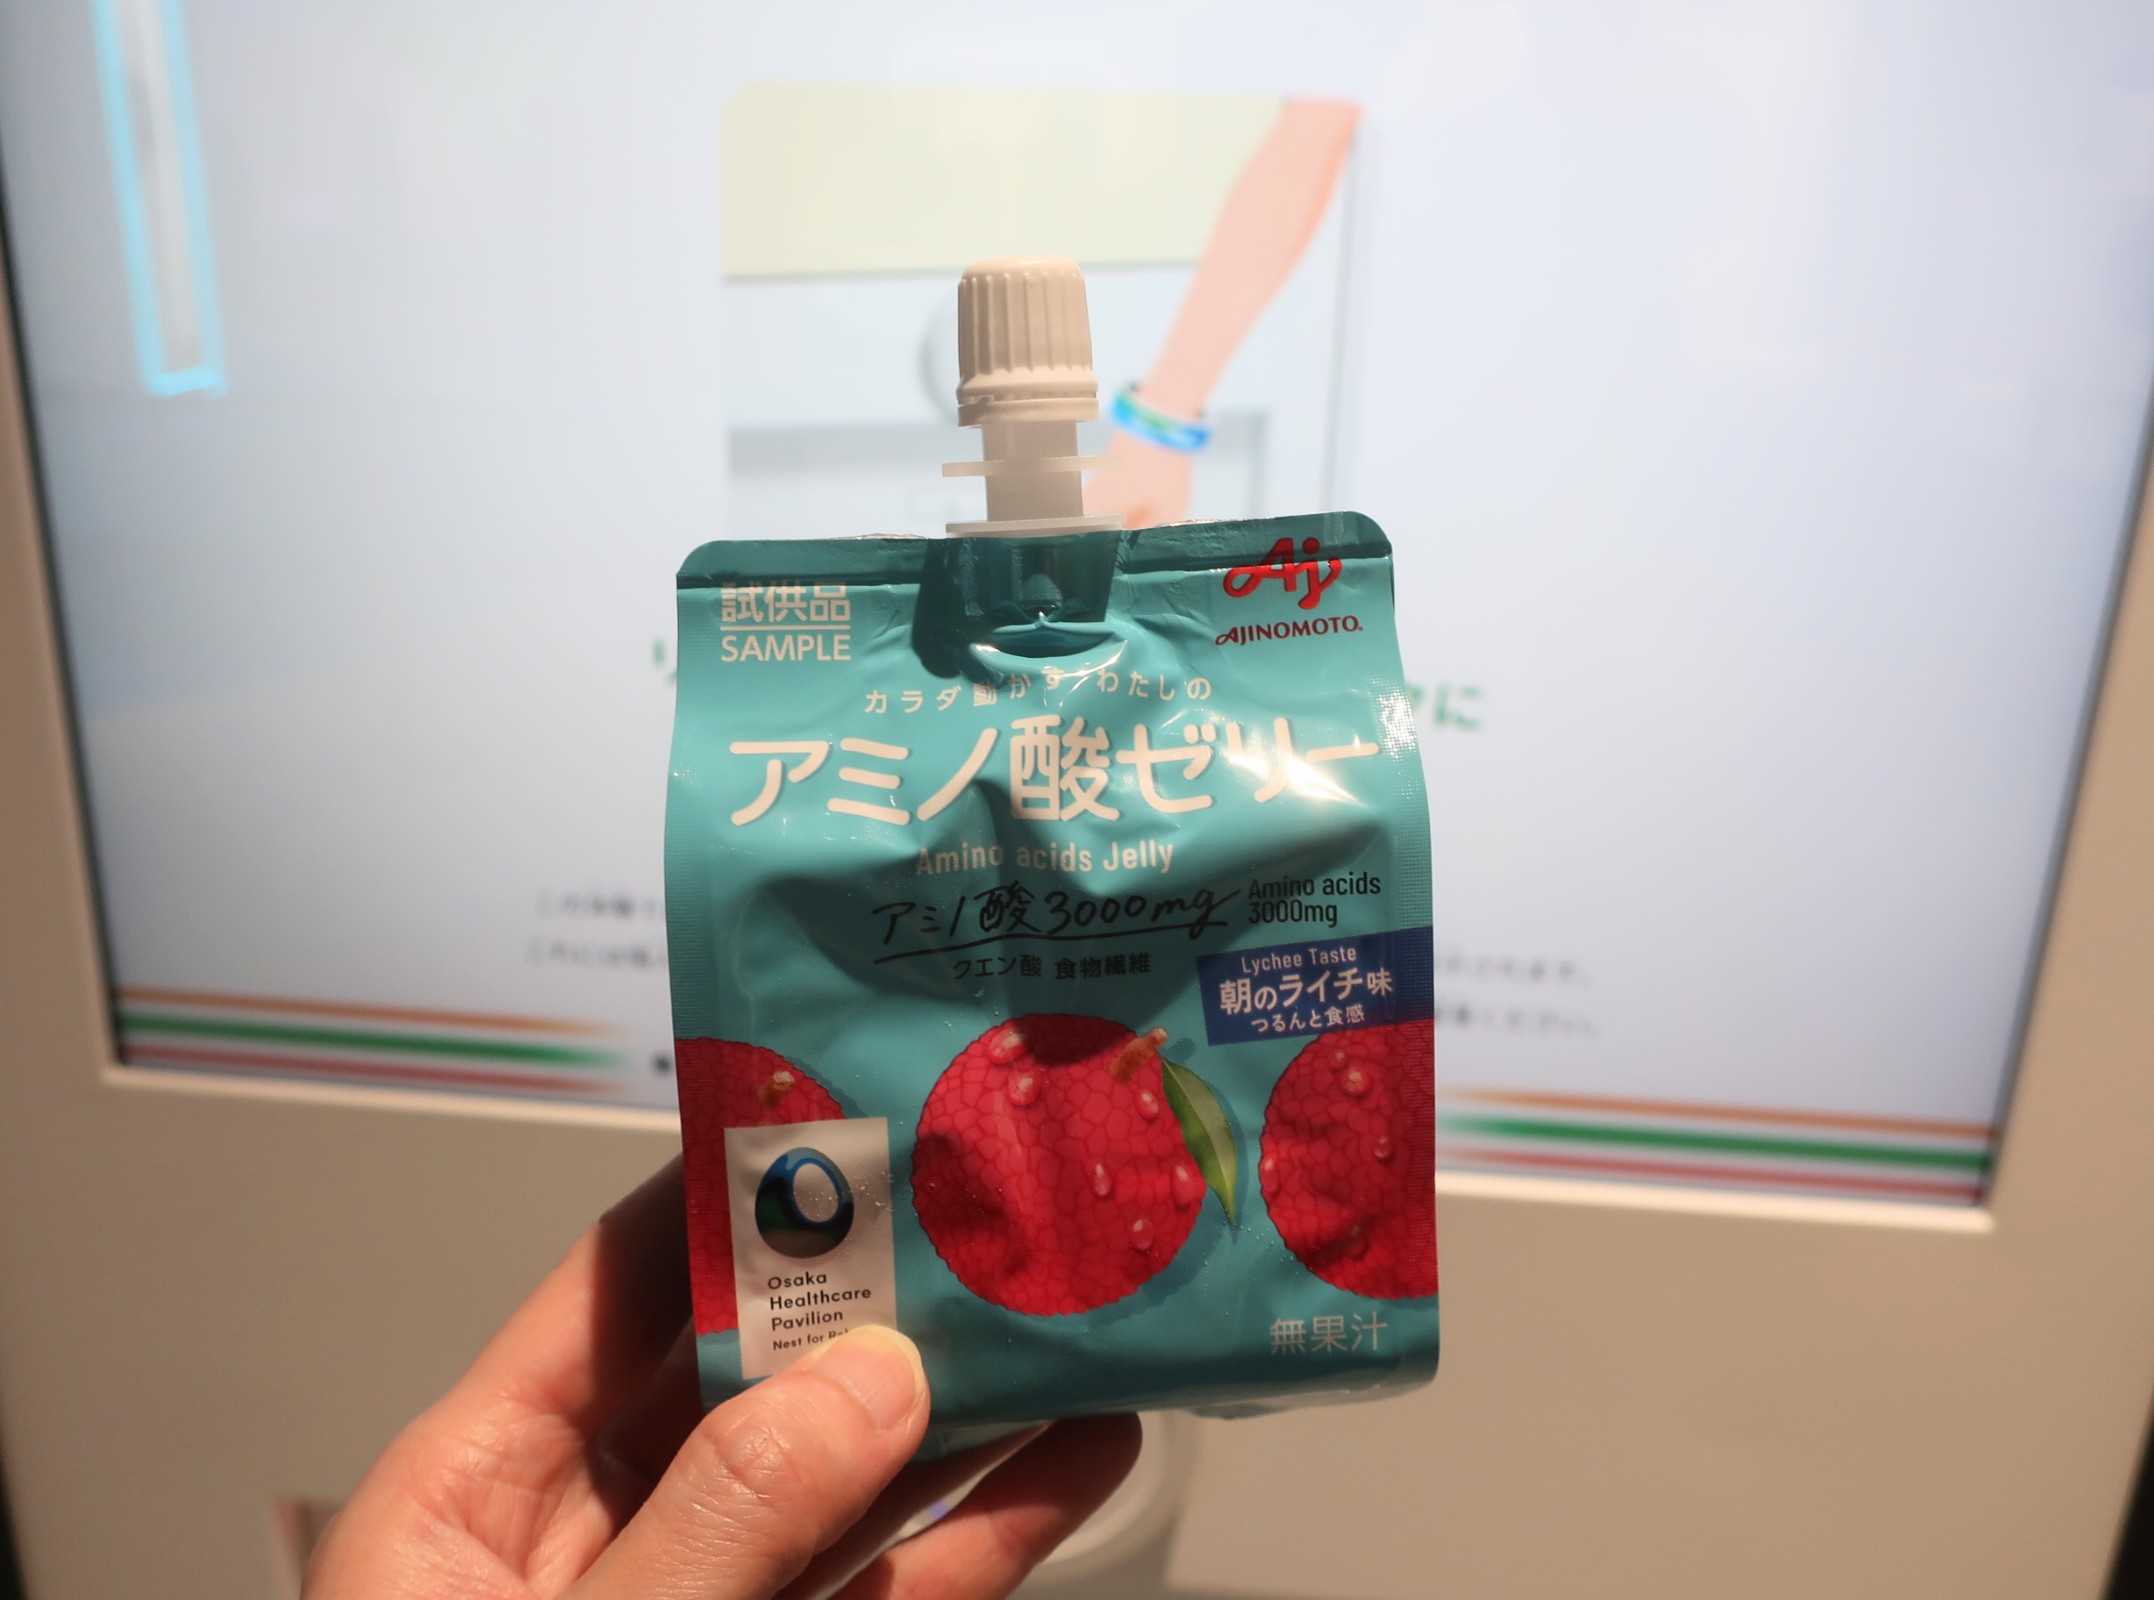 試供品
SAMPLE
Aj
AJINOMOTO.
カラダ動かす わたしの
アミノ酸ゼリー
Amino acids Jelly
アミノ酸3000mg
Amino acids
3000mg
クエン酸 食物繊維
Lychee Taste
朝のライチ味
つるんと食感
Osaka
Healthcare
Pavilion
Nest for
無果汁